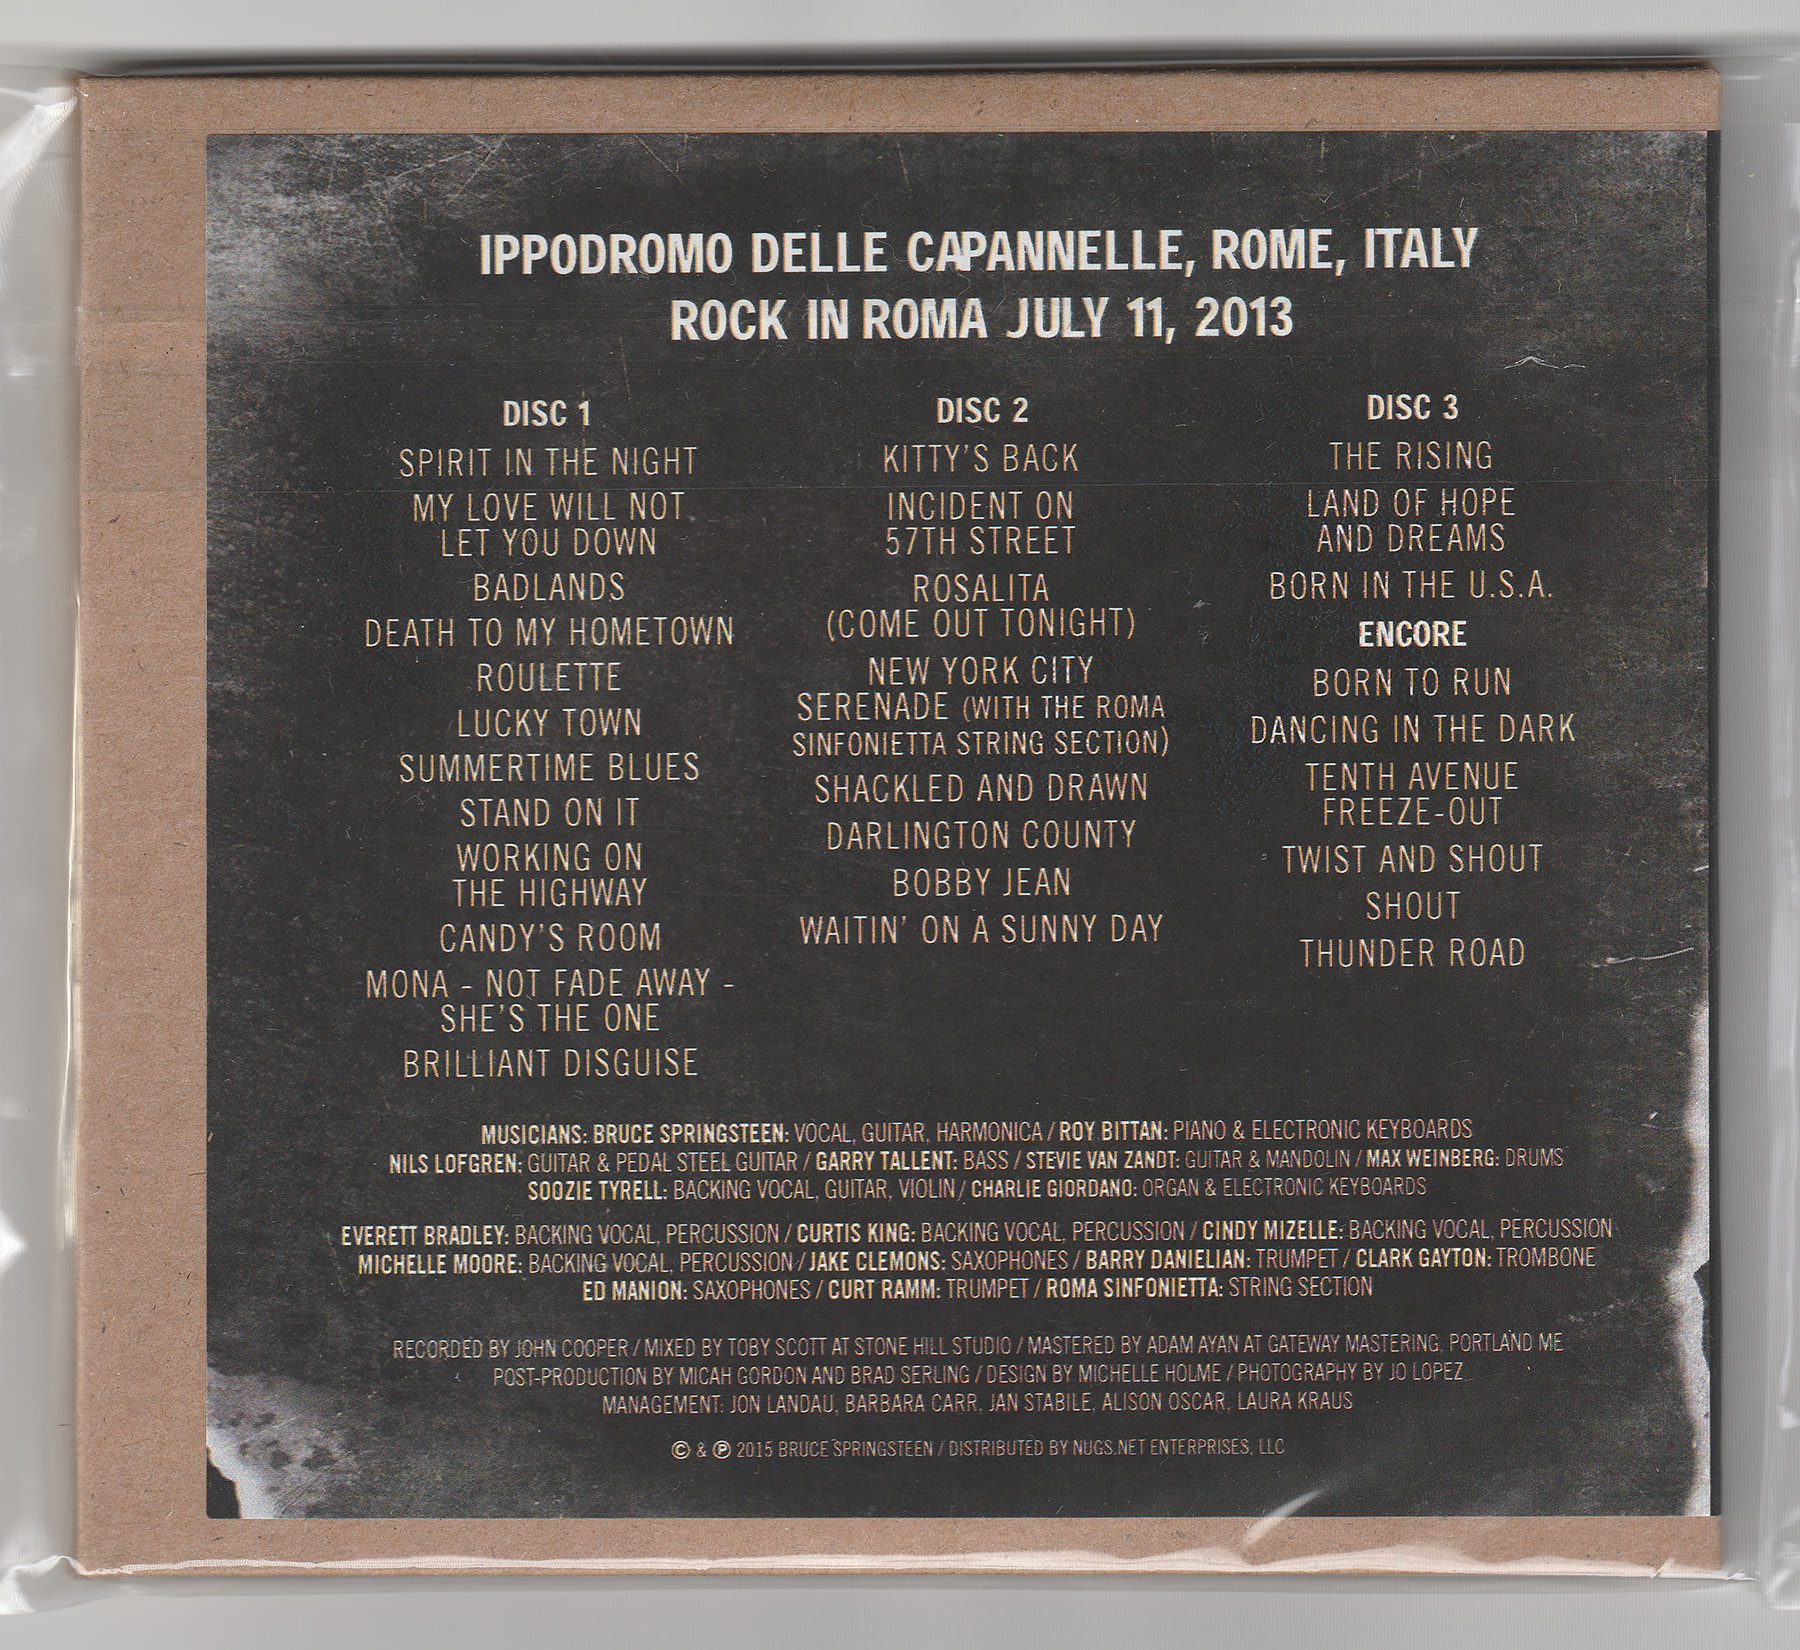 IPPODROMO DELLE CAPANNELLE, ROME, ITALY
ROCK IN ROMA JULY 11, 2013
DISC 1
SPIRIT IN THE NIGHT
MY LOVE WILL NOT
LET YOU DOWN
BADLANDS
DEATH TO MY HOMETOWN
ROULETTE
LUCKY TOWN
SUMMERTIME BLUES
STAND ON IT
WORKING ON
THE HIGHWAY
CANDY'S ROOM
MONA - NOT FADE AWAY -
SHE'S THE ONE
BRILLIANT DISGUISE
DISC 2
KITTY'S BACK
INCIDENT ON
57TH STREET
ROSALITA
(COME OUT TONIGHT)
NEW YORK CITY
SERENADE (WITH THE ROMA
SINFONIETTA STRING SECTION)
SHACKLED AND DRAWN
DARLINGTON COUNTY
BOBBY JEAN
WAITIN' ON A SUNNY DAY
DISC 3
THE RISING
LAND OF HOPE
AND DREAMS
BORN IN THE U.S.A.
ENCORE
BORN TO RUN
DANCING IN THE DARK
TENTH AVENUE
FREEZE-OUT
TWIST AND SHOUT
SHOUT
THUNDER ROAD
MUSICIANS: BRUCE SPRINGSTEEN: VOCAL, GUITAR, HARMONICA / ROY BITTAN: PIANO & ELECTRONIC KEYBOARDS
NILS LOFGREN: GUITAR & PEDAL STEEL GUITAR / GARRY TALLENT: BASS / STEVIE VAN ZANDT: GUITAR & MANDOLIN / MAX WEINBERG: DRUMS
SOOZIE TYRELL: BACKING VOCAL, GUITAR, VIOLIN / CHARLIE GIORDANO: ORGAN & ELECTRONIC KEYBOARDS
EVERETT BRADLEY: BACKING VOCAL, PERCUSSION / CURTIS KING: BACKING VOCAL, PERCUSSION / CINDY MIZELLE: BACKING VOCAL, PERCUSSION
MICHELLE MOORE: BACKING VOCAL, PERCUSSION / JAKE CLEMONS: SAXOPHONES / BARRY DANIELIAN: TRUMPET / CLARK GAYTON: TROMBONE
ED MANION: SAXOPHONES / CURT RAMM: TRUMPET / ROMA SINFONIETTA: STRING SECTION
RECORDED BY JOHN COOPER / MIXED BY TOBY SCOTT AT STONE HILL STUDIO / MASTERED BY ADAM AYAN AT GATEWAY MASTERING, PORTLAND ME
POST-PRODUCTION BY MICAH GORDON AND BRAD SERLING / DESIGN BY MICHELLE HOLME / PHOTOGRAPHY BY JO LOPEZ
MANAGEMENT: JON LANDAU, BARBARA CARR, JAN STABILE, ALISON OSCAR, LAURA KRAUS
© & ℗ 2015 BRUCE SPRINGSTEEN / DISTRIBUTED BY NUGS.NET ENTERPRISES, LLC